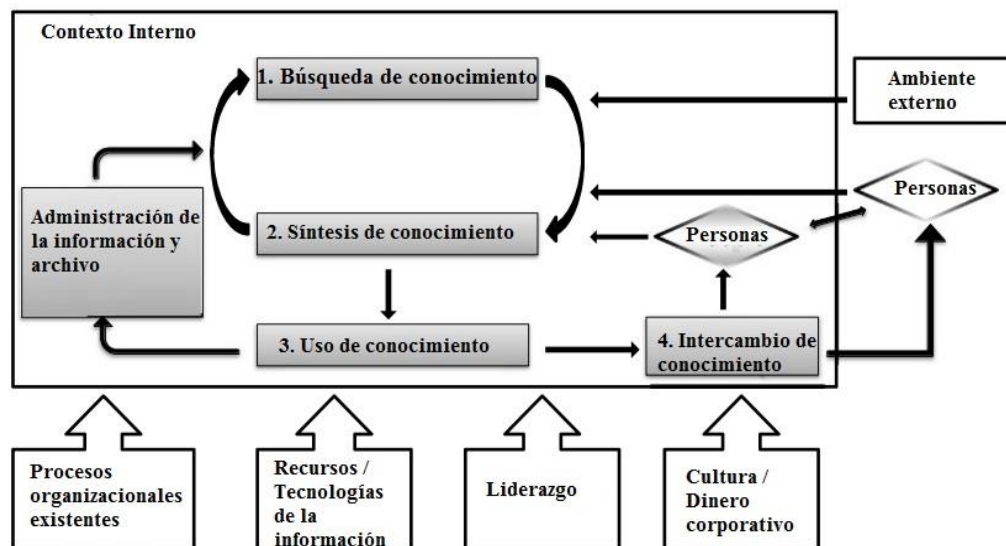 Contexto Interno
1. Búsqueda de conocimiento
Ambiente
externo
Personas
Administración de
la información y
archivo
2. Síntesis de conocimiento
Personas
3. Uso de conocimiento
4. Intercambio de
conocimiento
Procesos
organizacionales
existentes
Recursos /
Tecnologías
de la
información
Liderazgo
Cultura /
Dinero
corporativo